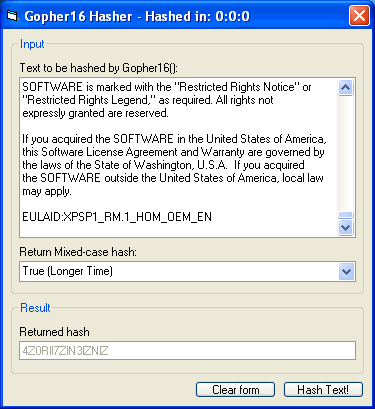 Gopher16 Hasher - Hashed in: 0:0:0
Input
Text to be hashed by Gopher16():
SOFTWARE is marked with the "Restricted Rights Notice" or
"Restricted Rights Legend," as required. All rights not
expressly granted are reserved.
If you acquired the SOFTWARE in the United States of America,
this Software License Agreement and Warranty are governed by
the laws of the State of Washington, U.S.A.  If you acquired
the SOFTWARE outside the United States of America, local law
may apply.
EULAID:XPSP1_RM.1_HOM_OEM_EN
Return Mixed-case hash:
True (Longer Time)
Result
Returned hash
Clear form
Hash Text!